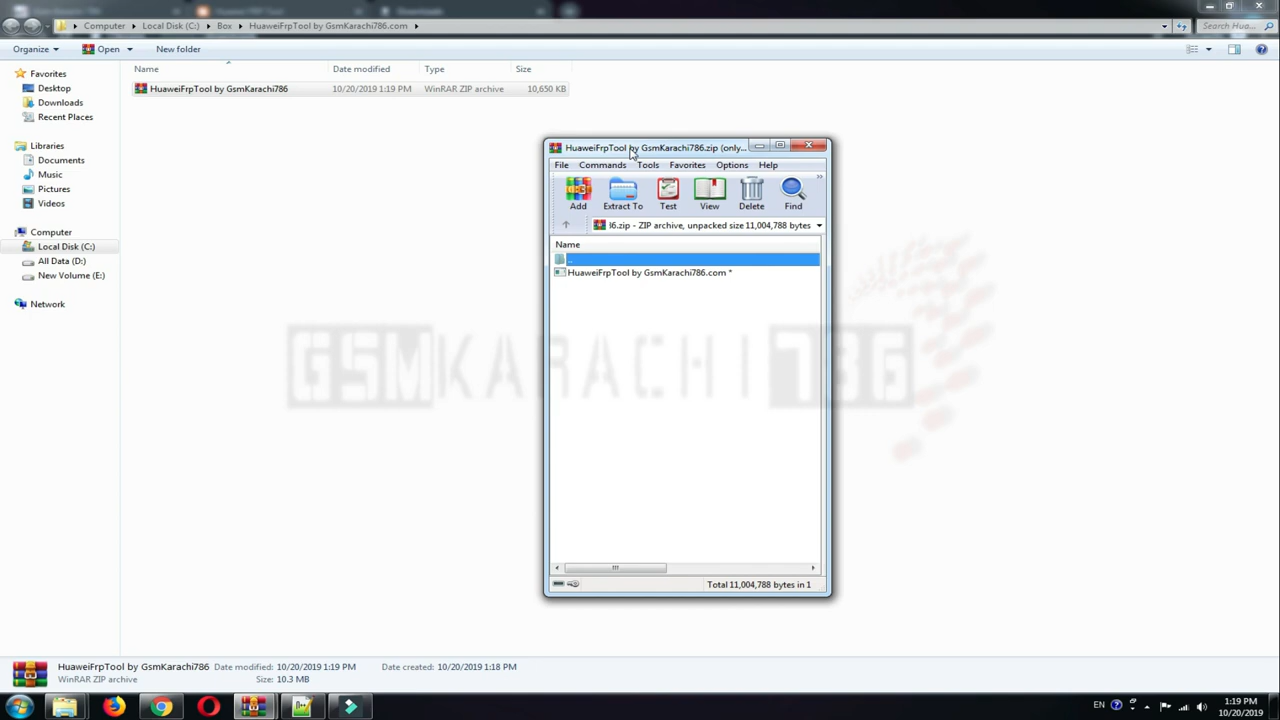 Computer Local Disk (C:) Box HuaweiFrpTool by GsmKarachi786.com
Search Hua...
Organize Open New folder
Name Date modified Type Size
HuaweiFrpTool by GsmKarachi786 10/20/2019 1:19 PM WinRAR ZIP archive 10,650 KB
Favorites
Desktop
Downloads
Recent Places
Libraries
Documents
Music
Pictures
Videos
Computer
Local Disk (C:)
All Data (D:)
New Volume (E:)
Network
HuaweiFrpTool by GsmKarachi786.zip (only...
File Commands Tools Favorites Options Help
»
Add Extract To Test View Delete Find
36.zip - ZIP archive, unpacked size 11,004,788 bytes
Name
..
HuaweiFrpTool by GsmKarachi786.com *
Total 11,004,788 bytes in 1
GSMKARACHI786
HuaweiFrpTool by GsmKarachi786 Date modified: 10/20/2019 1:19 PM Date created: 10/20/2019 1:18 PM
WinRAR ZIP archive Size: 10.3 MB
EN 1:19 PM
10/20/2019